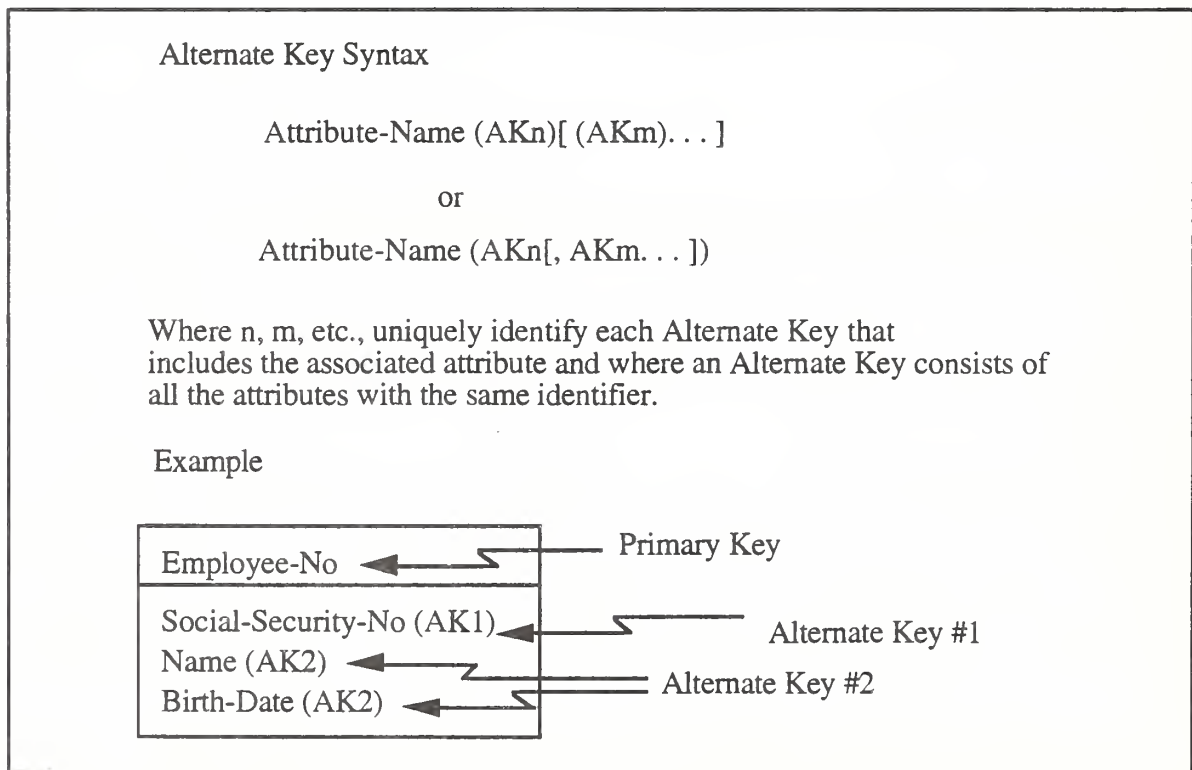 Alternate Key Syntax
Attribute-Name (AKn)[ (AKm). . . ]
or
Attribute-Name (AKn[, AKm. . . ])
Where n, m, etc., uniquely identify each Alternate Key that
includes the associated attribute and where an Alternate Key consists of
all the attributes with the same identifier.
Example
Employee-No
Primary Key
Social-Security-No (AK1)
Alternate Key #1
Name (AK2)
Alternate Key #2
Birth-Date (AK2)